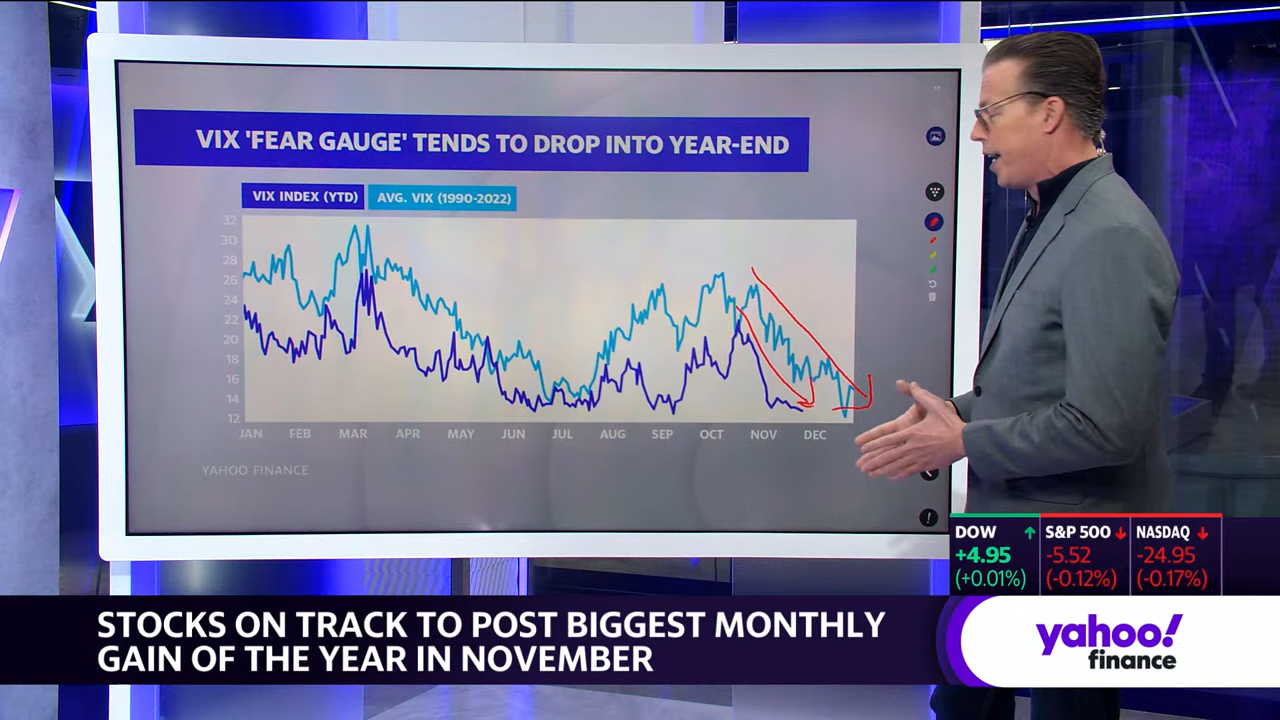 VIX 'FEAR GAUGE' TENDS TO DROP INTO YEAR-END
VIX INDEX (YTD) AVG. VIX (1990-2022)
32
30
28
26
24
22
20
18
16
14
12
JAN FEB MAR APR MAY JUN JUL AUG SEP OCT NOV DEC
YAHOO FINANCE
DOW S&P 500 NASDAQ
+4.95 -5.52 -24.95
(+0.01%) (-0.12%) (-0.17%)
STOCKS ON TRACK TO POST BIGGEST MONTHLY
GAIN OF THE YEAR IN NOVEMBER
yahoo!
finance